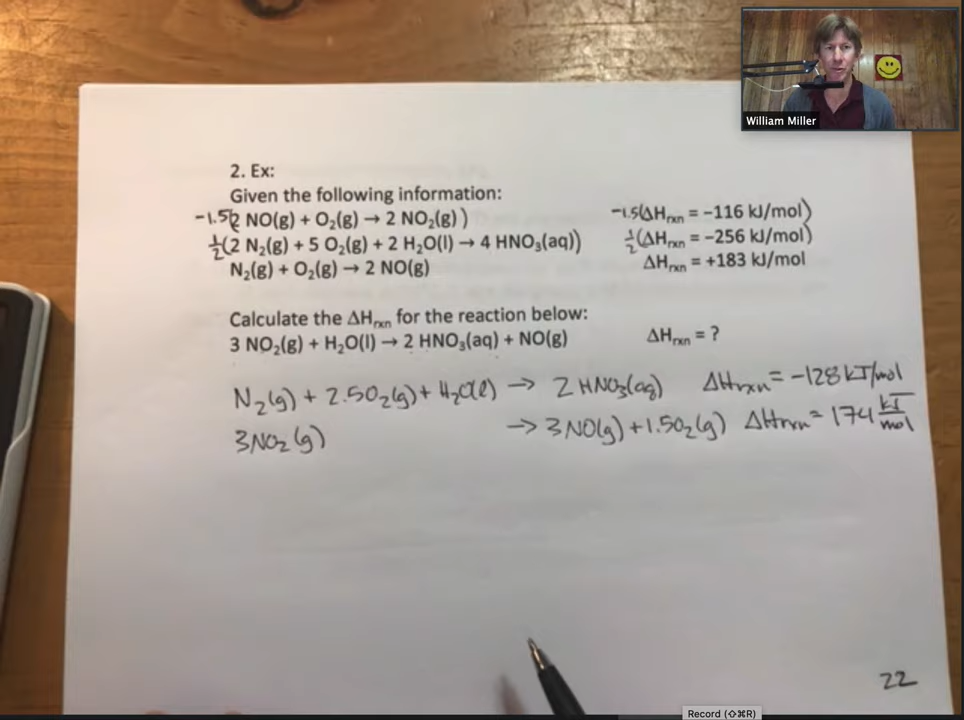 William Miller
2. Ex:
Given the following information:
-1.5(2 NO(g) + O₂(g) → 2 NO₂(g)) -1.5(ΔHrxn = −116 kJ/mol)
½(2 N₂(g) + 5 O₂(g) + 2 H₂O(l) → 4 HNO₃(aq)) ½(ΔHrxn = −256 kJ/mol)
N₂(g) + O₂(g) → 2 NO(g) ΔHrxn = +183 kJ/mol
Calculate the ΔHrxn for the reaction below:
3 NO₂(g) + H₂O(l) → 2 HNO₃(aq) + NO(g) ΔHrxn = ?
N₂(g) + 2.5O₂(g) + H₂O(l) → 2 HNO₃(aq) ΔHrxn = -128 kJ/mol
3NO₂(g) → 3NO(g) + 1.5O₂(g) ΔHrxn = 174 kJ/mol
22
Record (⇧⌘R)